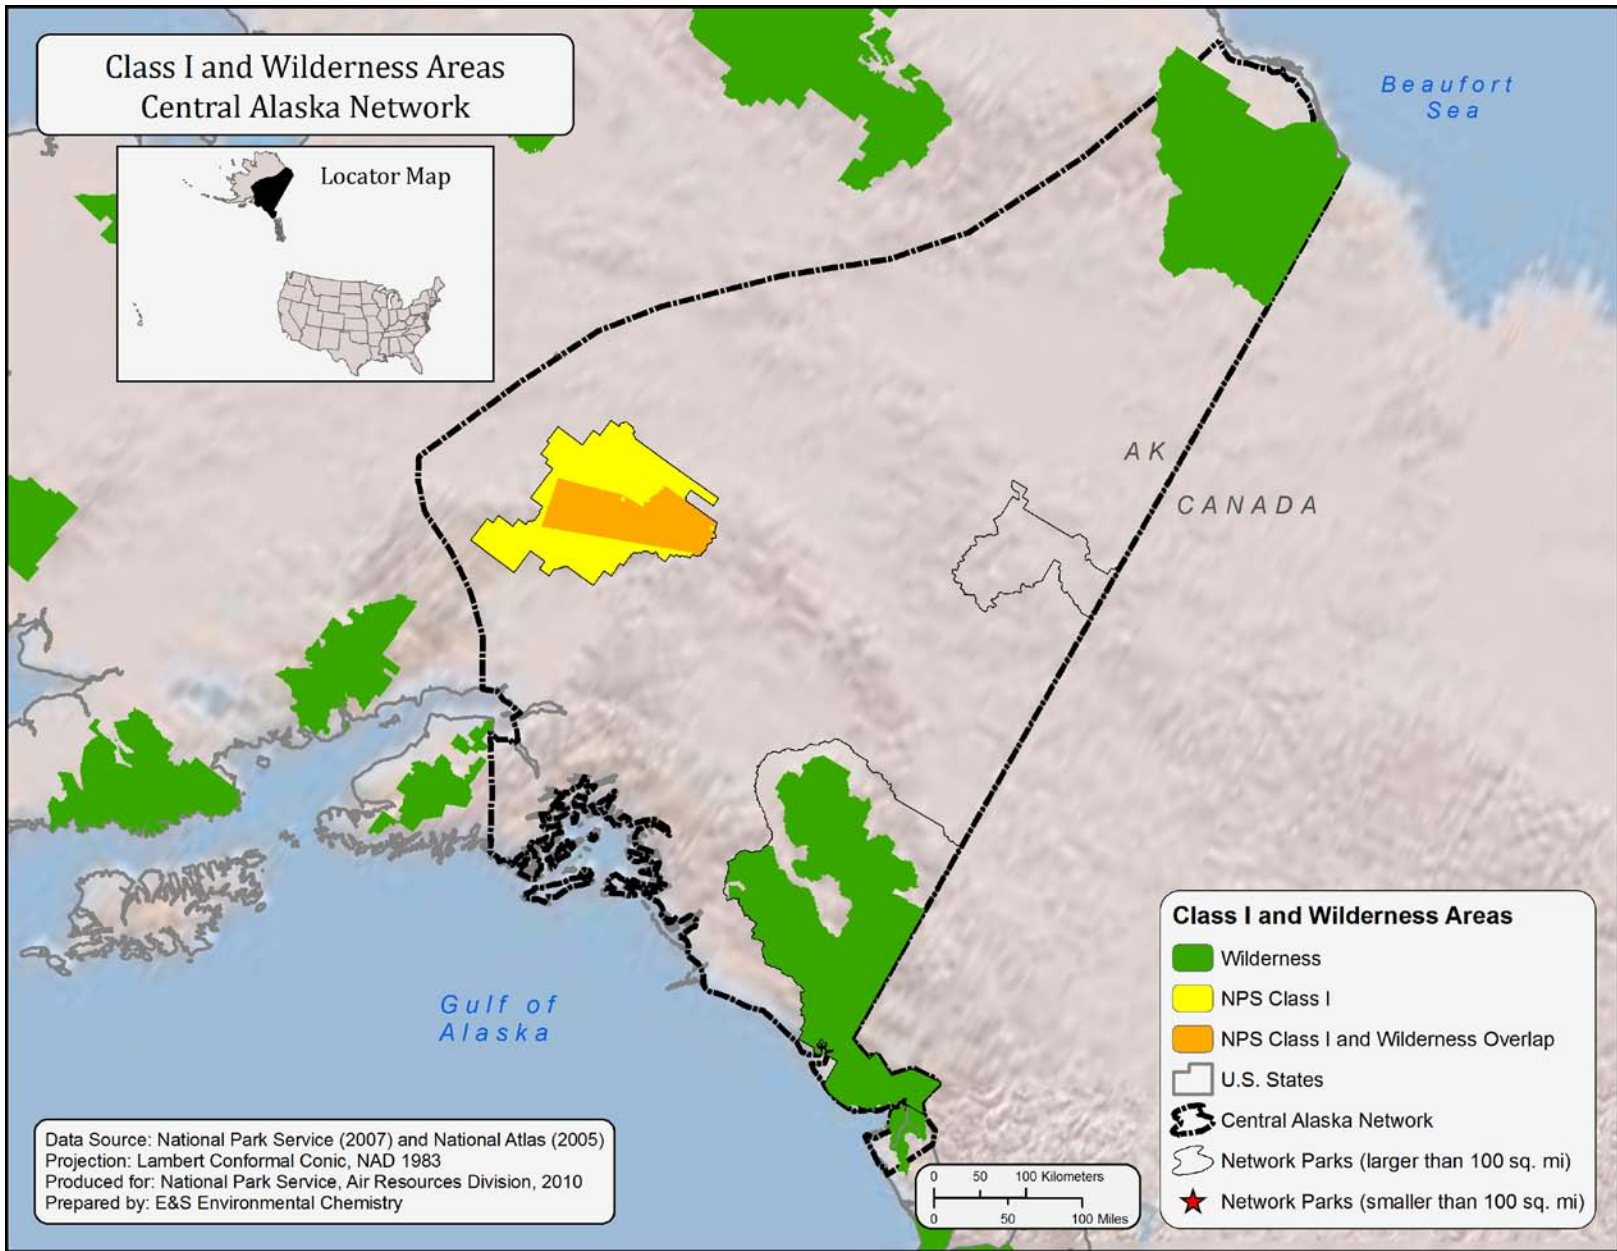 Class I and Wilderness Areas
Central Alaska Network
Locator Map
Beaufort
Sea
AK
CANADA
Gulf of
Alaska
Class I and Wilderness Areas
Wilderness
NPS Class I
NPS Class I and Wilderness Overlap
U.S. States
Central Alaska Network
Network Parks (larger than 100 sq. mi)
Network Parks (smaller than 100 sq. mi)
Data Source: National Park Service (2007) and National Atlas (2005)
Projection: Lambert Conformal Conic, NAD 1983
Produced for: National Park Service, Air Resources Division, 2010
Prepared by: E&S Environmental Chemistry
0 50 100 Kilometers
0 50 100 Miles